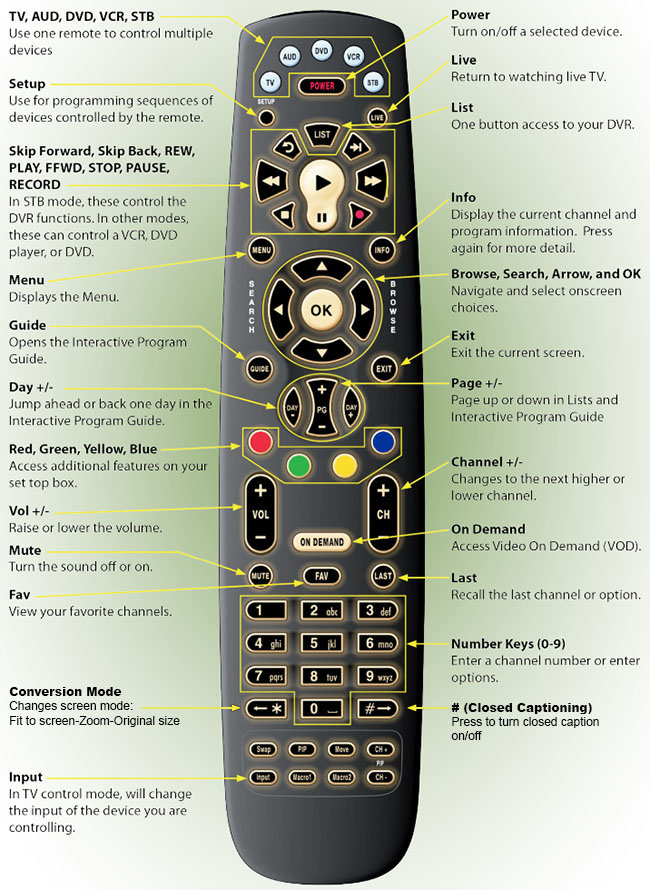 TV, AUD, DVD, VCR, STB
Use one remote to control multiple
devices
Setup
Use for programming sequences of
devices controlled by the remote.
Skip Forward, Skip Back, REW,
PLAY, FFWD, STOP, PAUSE,
RECORD
In STB mode, these control the
DVR functions. In other modes,
these can control a VCR, DVD
player, or DVD.
Menu
Displays the Menu.
Guide
Opens the Interactive Program
Guide.
Day +/-
Jump ahead or back one day in the
Interactive Program Guide.
Red, Green, Yellow, Blue
Access additional features on your
set top box.
Vol +/-
Raise or lower the volume.
Mute
Turn the sound off or on.
Fav
View your favorite channels.
Conversion Mode
Changes screen mode:
Fit to screen-Zoom-Original size
Input
In TV control mode, will change
the input of the device you are
controlling.
TV
AUD
DVD
VCR
STB
POWER
SETUP
LIVE
LIST
MENU
INFO
SEARCH
OK
BROWSE
GUIDE
EXIT
DAY -
+ PG -
DAY +
+ VOL -
+ CH -
ON DEMAND
MUTE
FAV
LAST
1
2 abc
3 def
4 ghi
5 jkl
6 mno
7 pqrs
8 tuv
9 wxyz
←*
0
#→
Swap
PIP
Move
CH +
PIP
Input
Macro1
Macro2
CH -
Power
Turn on/off a selected device.
Live
Return to watching live TV.
List
One button access to your DVR.
Info
Display the current channel and
program information. Press
again for more detail.
Browse, Search, Arrow, and OK
Navigate and select onscreen
choices.
Exit
Exit the current screen.
Page +/-
Page up or down in Lists and
Interactive Program Guide
Channel +/-
Changes to the next higher or
lower channel.
On Demand
Access Video On Demand (VOD).
Last
Recall the last channel or option.
Number Keys (0-9)
Enter a channel number or enter
options.
# (Closed Captioning)
Press to turn closed caption
on/off